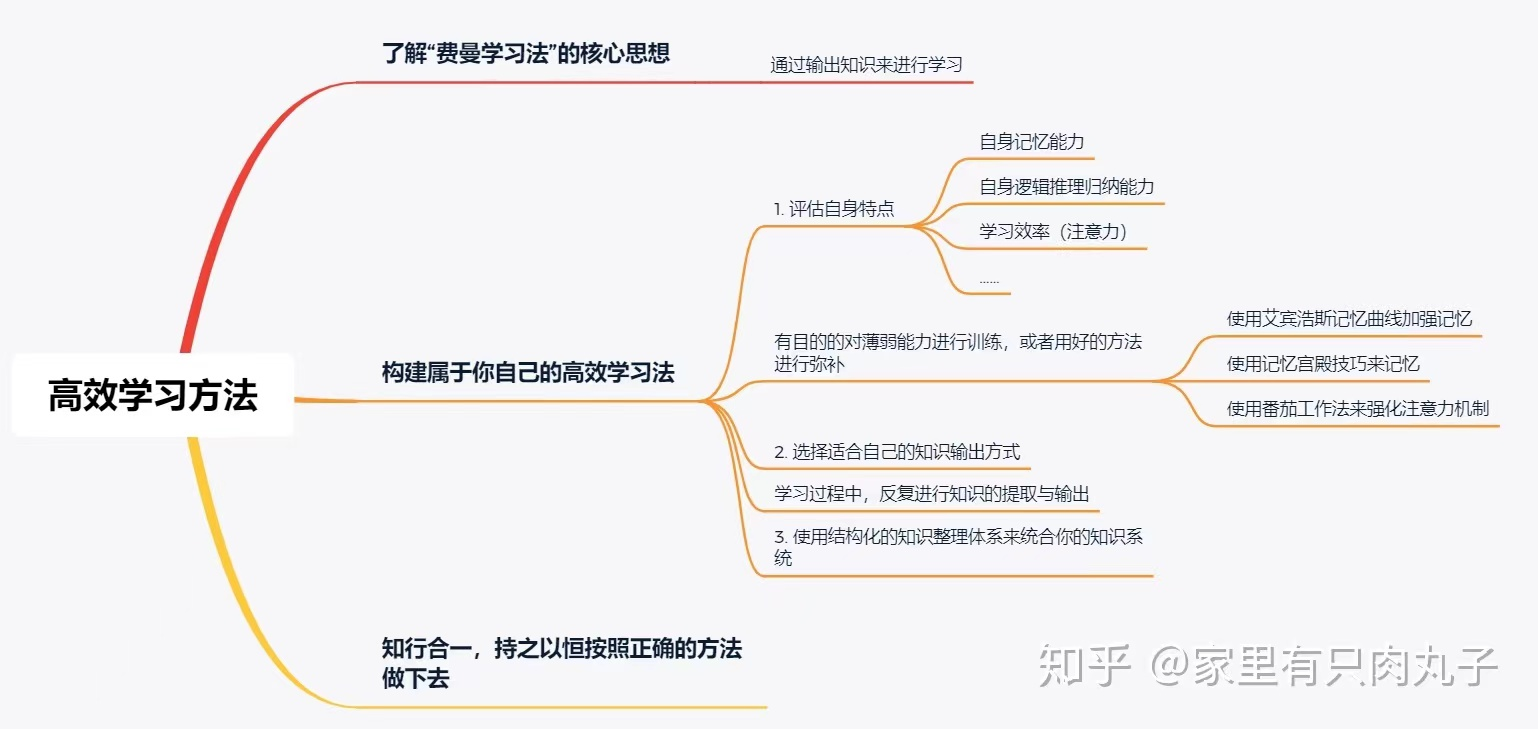 了解“费曼学习法”的核心思想
通过输出知识来进行学习
高效学习方法
构建属于你自己的高效学习法
1. 评估自身特点
自身记忆能力
自身逻辑推理归纳能力
学习效率（注意力）
......
有目的的对薄弱能力进行训练，或者用好的方法
进行弥补
使用艾宾浩斯记忆曲线加强记忆
使用记忆宫殿技巧来记忆
使用番茄工作法来强化注意力机制
2. 选择适合自己的知识输出方式
学习过程中，反复进行知识的提取与输出
3. 使用结构化的知识整理体系来统合你的知识系
统
知行合一，持之以恒按照正确的方法
做下去
知乎 @家里有只肉丸子